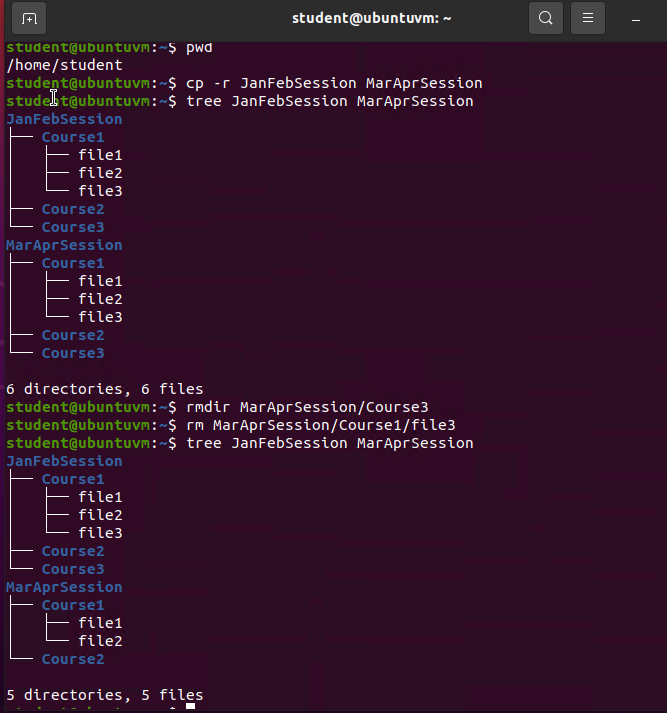 student@ubuntuvm: ~
student@ubuntuvm:~$ pwd
/home/student
student@ubuntuvm:~$ cp -r JanFebSession MarAprSession
student@ubuntuvm:~$ tree JanFebSession MarAprSession
JanFebSession
├── Course1
│   ├── file1
│   ├── file2
│   └── file3
├── Course2
└── Course3
MarAprSession
├── Course1
│   ├── file1
│   ├── file2
│   └── file3
├── Course2
└── Course3
6 directories, 6 files
student@ubuntuvm:~$ rmdir MarAprSession/Course3
student@ubuntuvm:~$ rm MarAprSession/Course1/file3
student@ubuntuvm:~$ tree JanFebSession MarAprSession
JanFebSession
├── Course1
│   ├── file1
│   ├── file2
│   └── file3
├── Course2
└── Course3
MarAprSession
├── Course1
│   ├── file1
│   └── file2
└── Course2
5 directories, 5 files